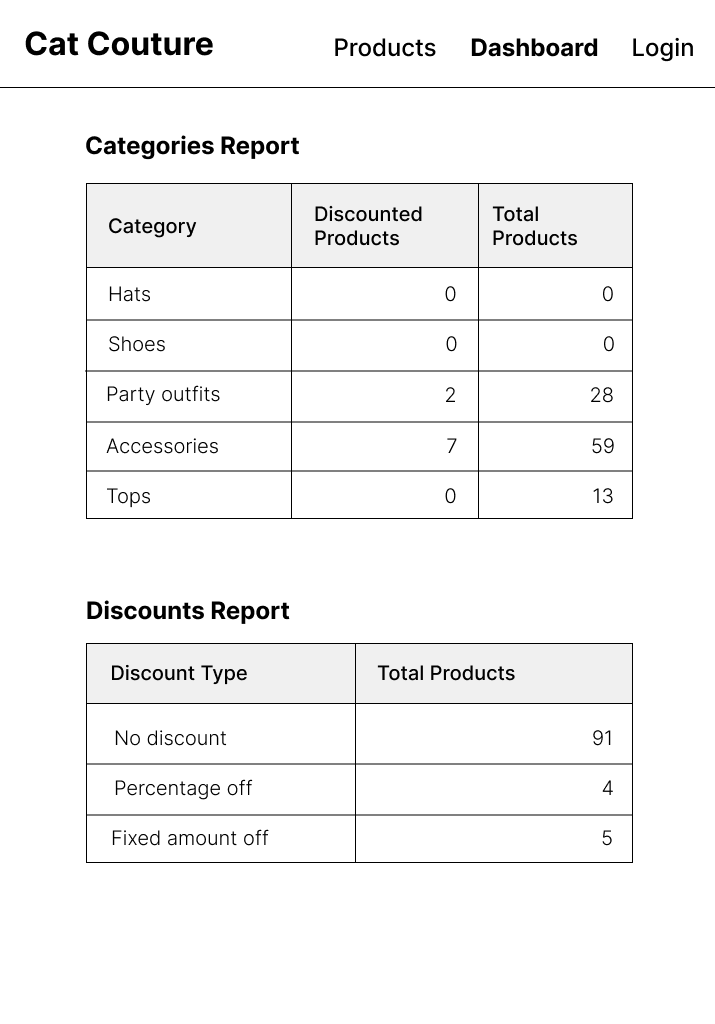 Cat Couture Products Dashboard Login
Categories Report
Category Discounted Products Total Products
Hats 0 0
Shoes 0 0
Party outfits 2 28
Accessories 7 59
Tops 0 13
Discounts Report
Discount Type Total Products
No discount 91
Percentage off 4
Fixed amount off 5